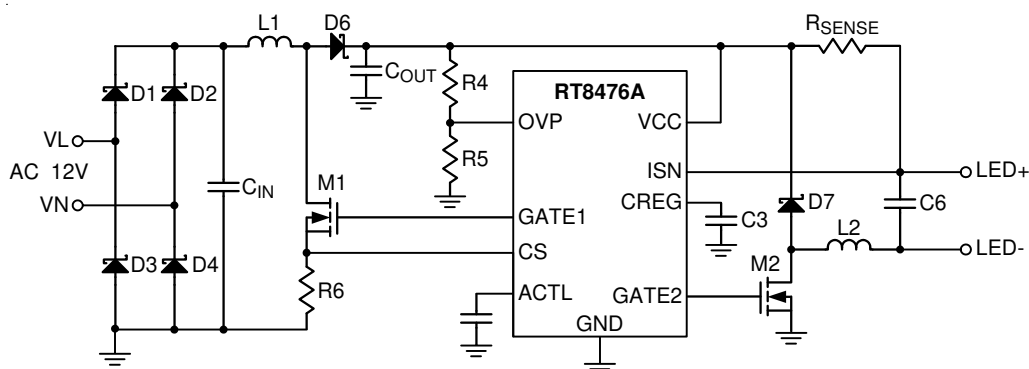 L1
D6
RSENSE
COUT
R4
RT8476A
D1
D2
OVP
VCC
VL
R5
ISN
LED+
AC 12V
CIN
M1
CREG
D7
C6
VN
GATE1
C3
L2
CS
LED-
D3
D4
R6
M2
ACTL
GATE2
GND